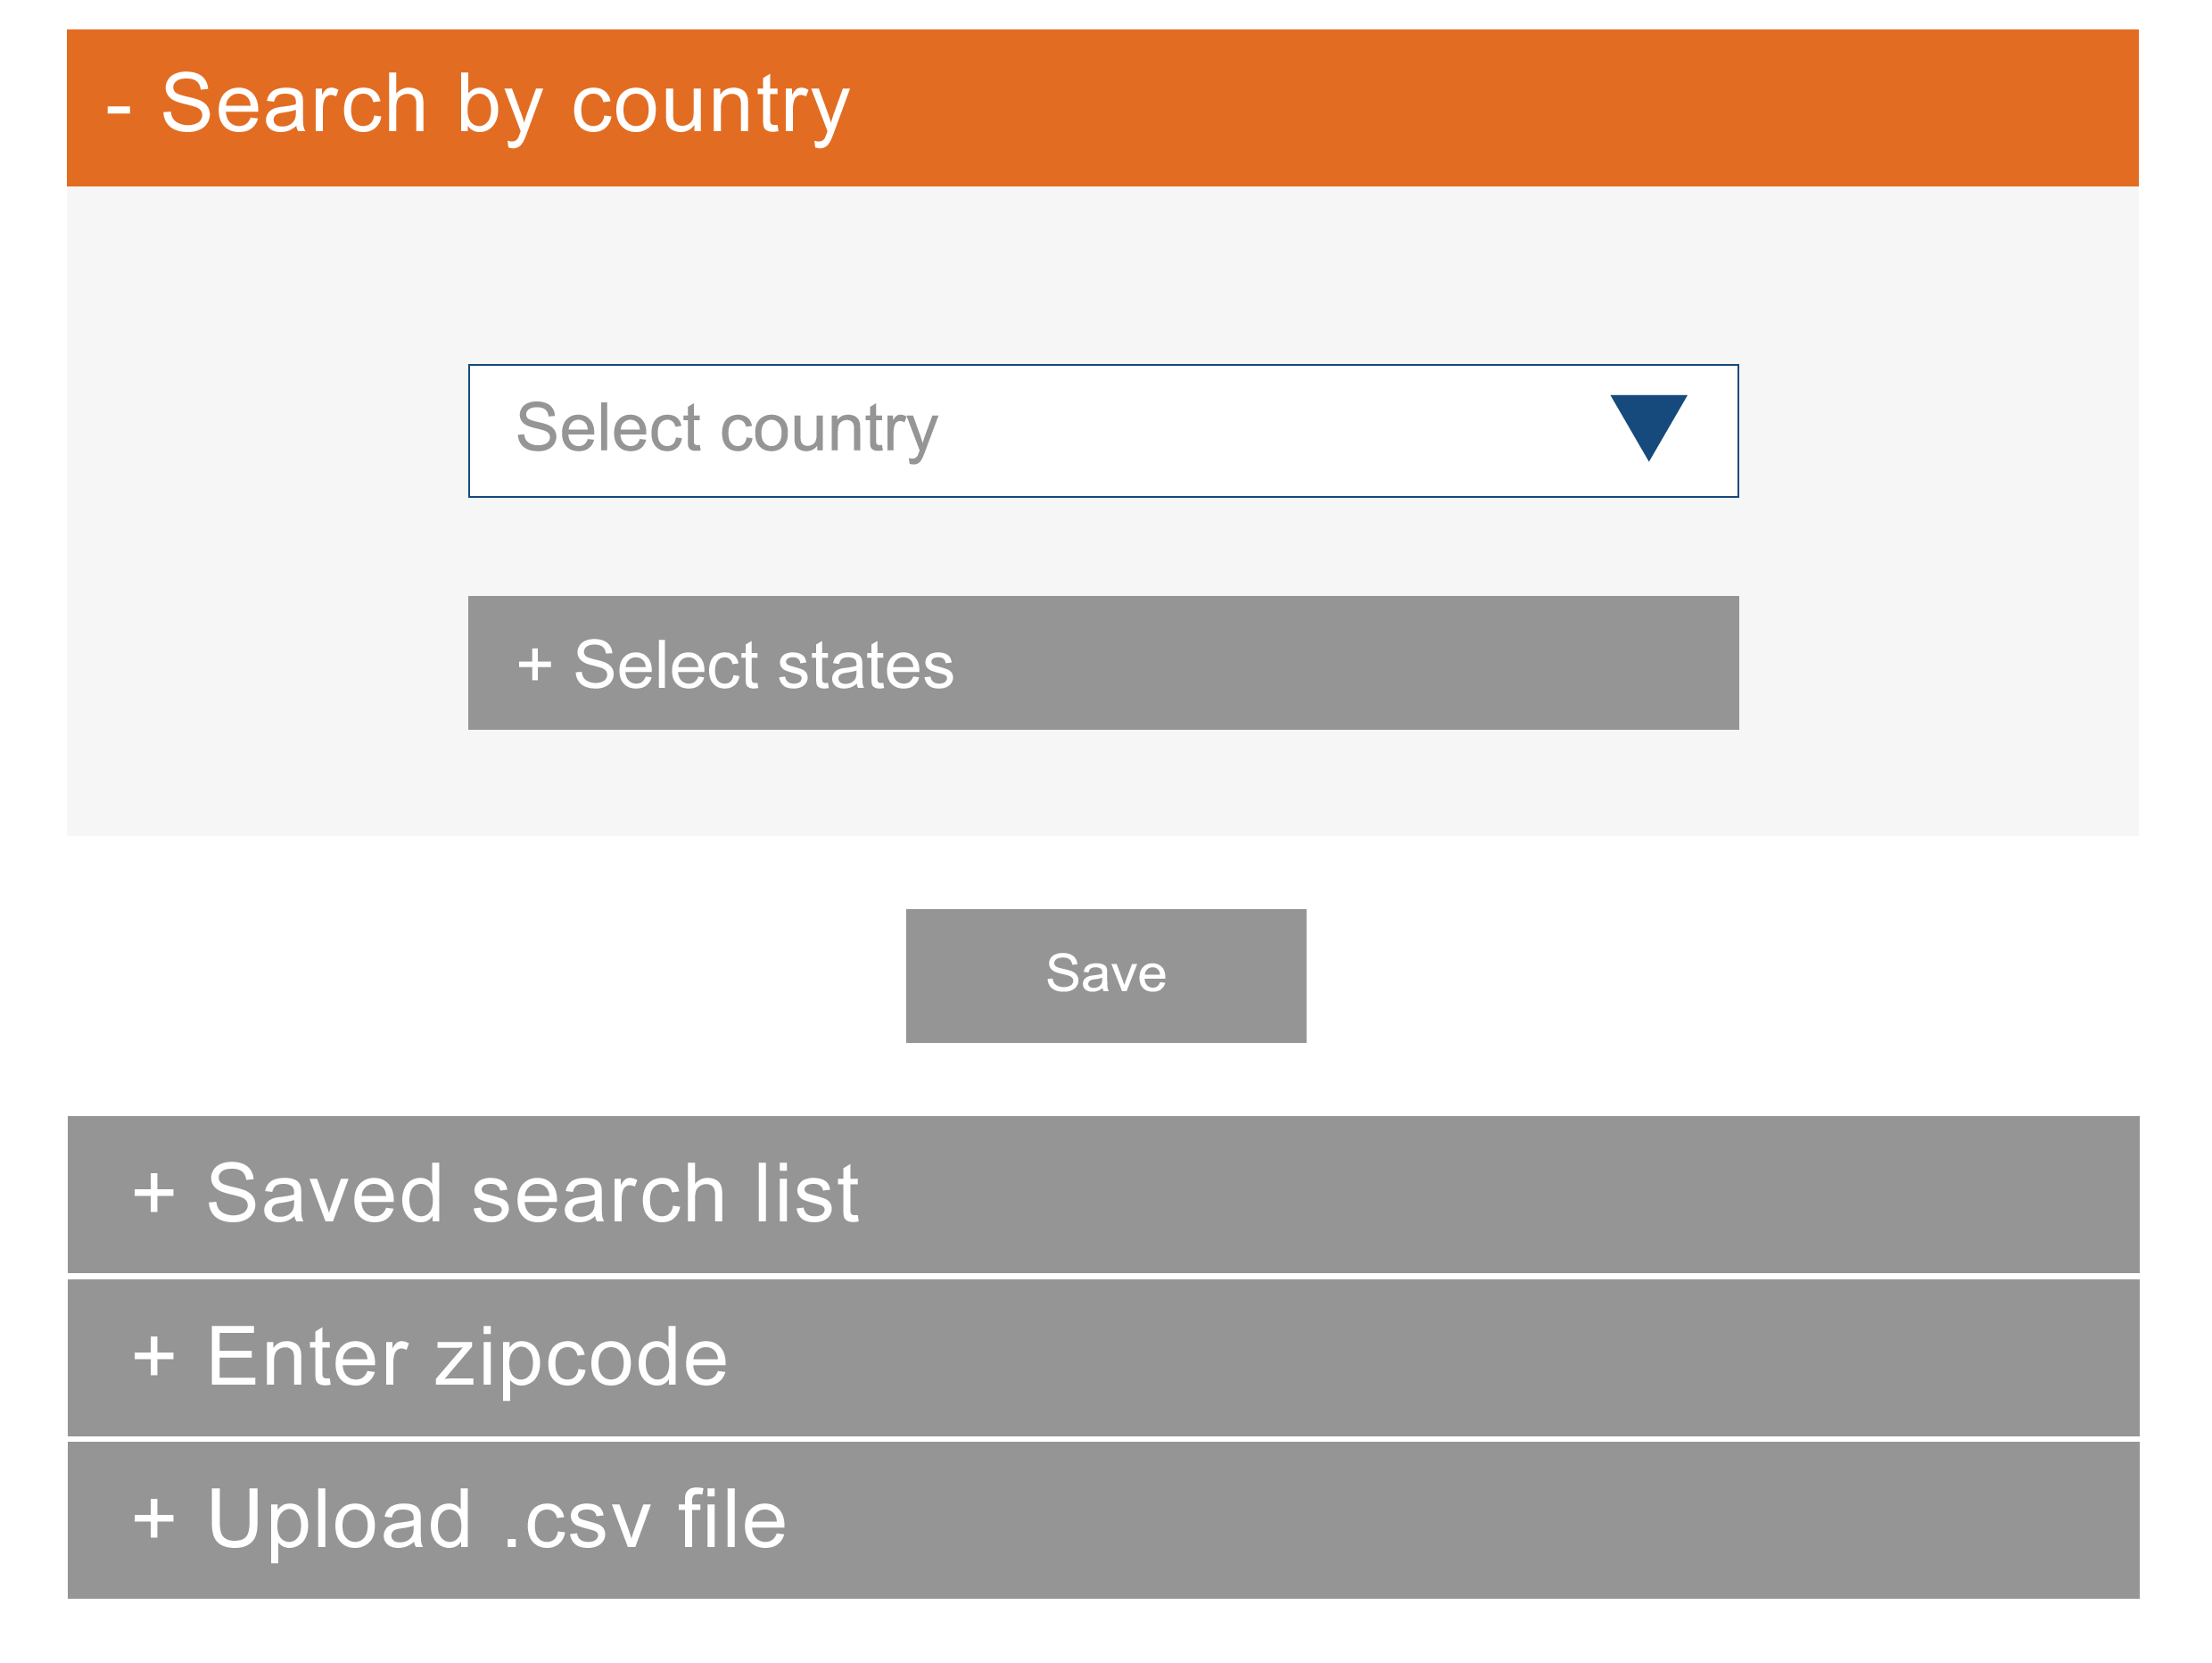 - Search by country
Select country
+ Select states
Save
+ Saved search list
+ Enter zipcode
+ Upload .csv file